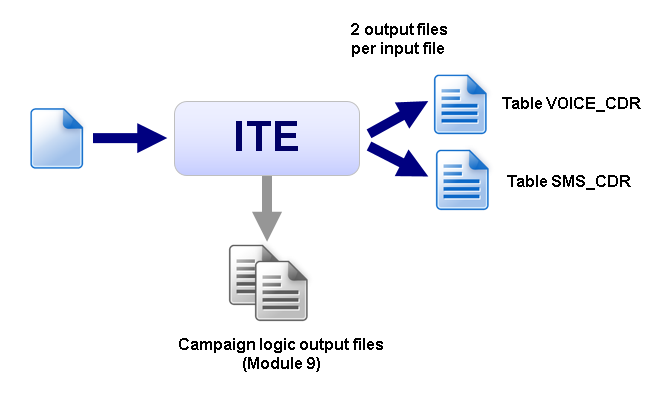 2 output files
per input file
ITE
Table VOICE_CDR
Table SMS_CDR
Campaign logic output files
(Module 9)